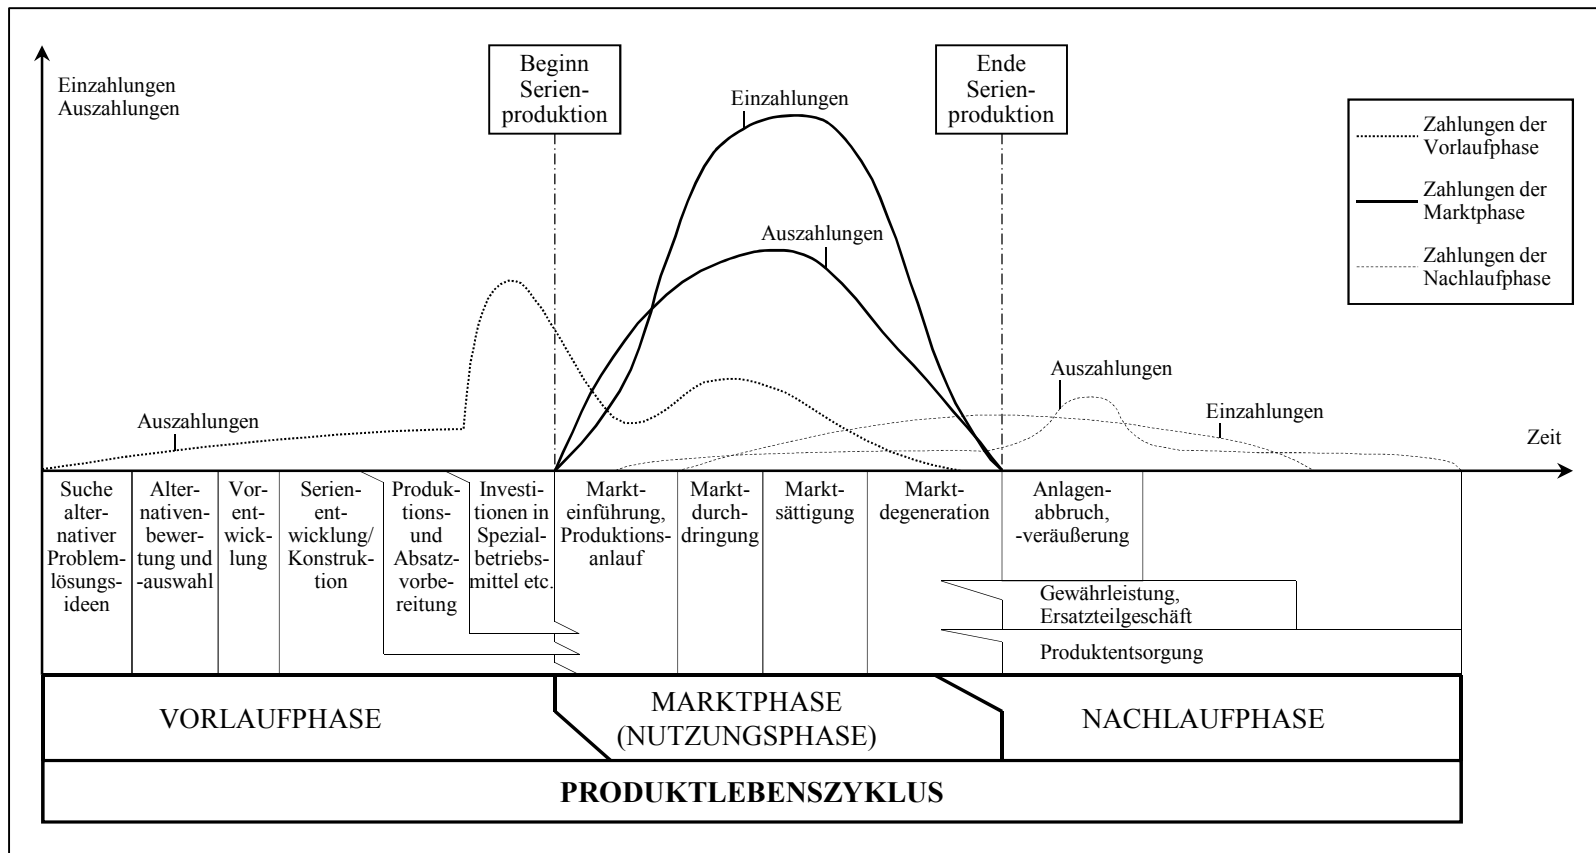 Einzahlungen
Auszahlungen
Beginn
Serien-
produktion
Einzahlungen
Auszahlungen
Ende
Serien-
produktion
Zahlungen der
Vorlaufphase
Zahlungen der
Marktphase
Zahlungen der
Nachlaufphase
Auszahlungen
Auszahlungen
Einzahlungen
Zeit
Suche
alter-
nativer
Problem-
lösungs-
ideen
Alter-
nativen-
bewer-
tung und
-auswahl
Vor-
entwick-
lung
Serien-
ent-
wicklung/
Konstruk-
tion
Produk-
tions-
und
Absatz-
vorbe-
reitung
Investi-
tionen in
Spezial-
betriebs-
mittel etc.
Markt-
einführung,
Produktions-
anlauf
Markt-
durch-
dringung
Markt-
sättigung
Markt-
degeneration
Anlagen-
abbruch,
-veräußerung
Gewährleistung,
Ersatzteilgeschäft
Produktentsorgung
VORLAUFPHASE
MARKTPHASE
(NUTZUNGSPHASE)
NACHLAUFPHASE
PRODUKTLEBENSZYKLUS